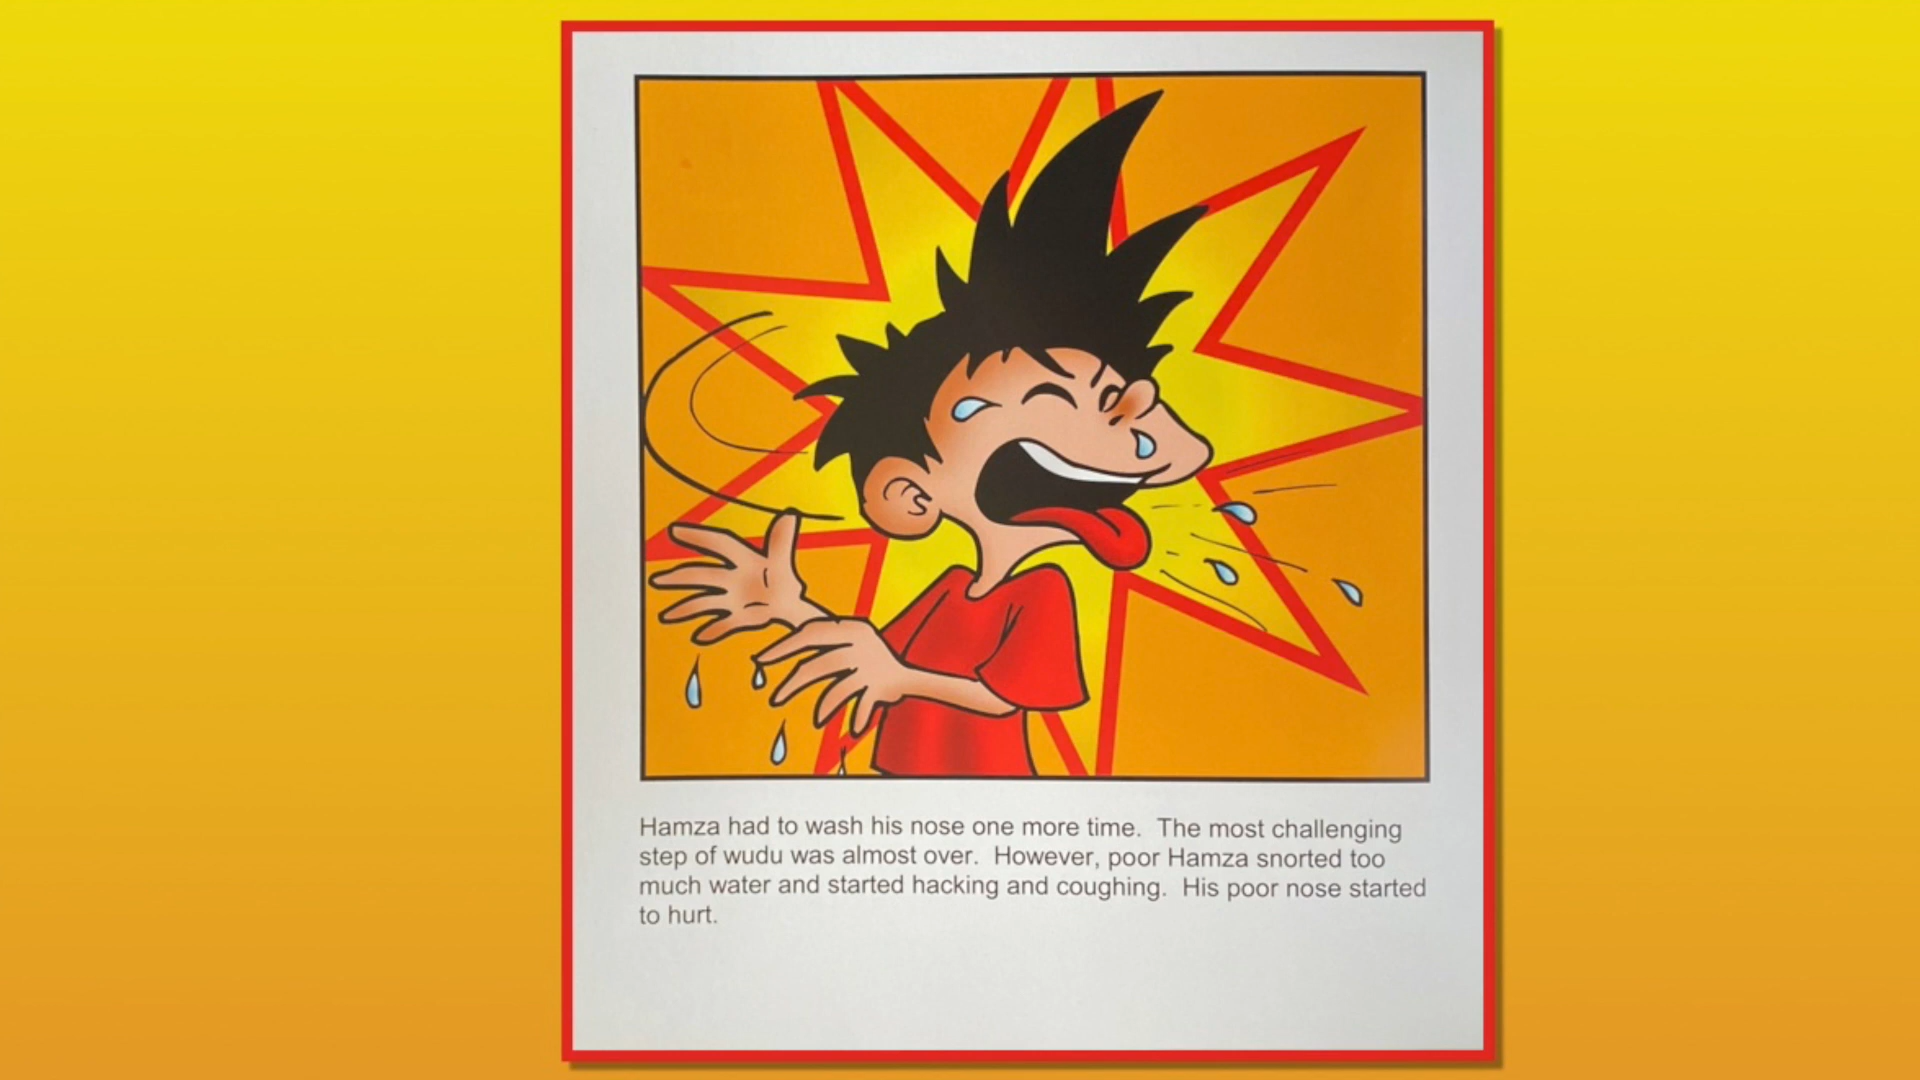 Hamza had to wash his nose one more time.  The most challenging
step of wudu was almost over.  However, poor Hamza snorted too
much water and started hacking and coughing.  His poor nose started
to hurt.